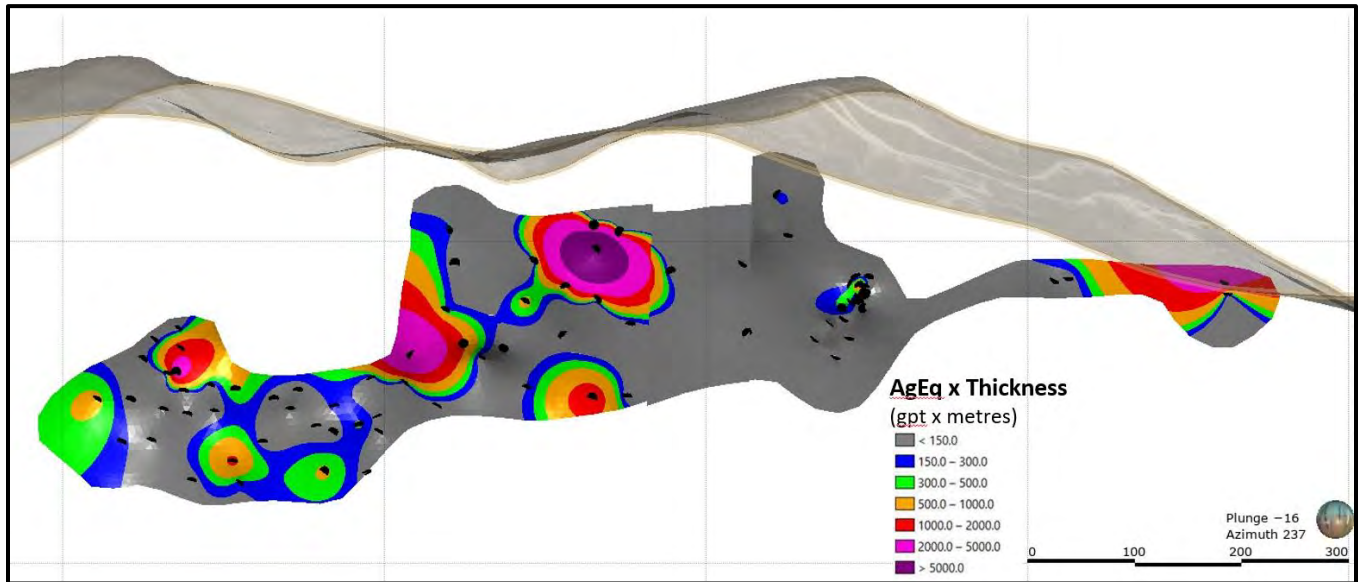 AgEq x Thickness
(gpt x metres)
< 150.0
150.0 – 300.0
300.0 – 500.0
500.0 – 1000.0
1000.0 – 2000.0
2000.0 – 5000.0
> 5000.0
Plunge −16
Azimuth 237
0 100 200 300